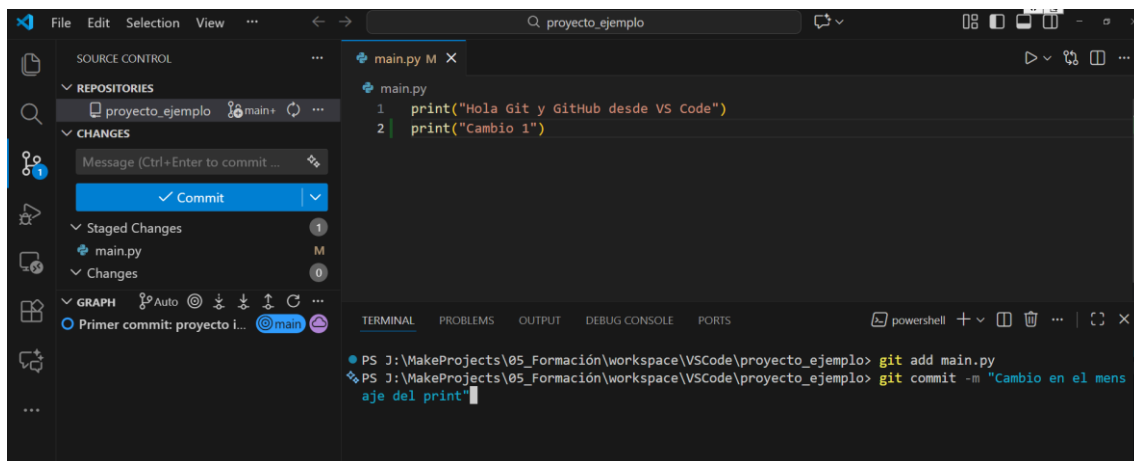 File Edit Selection View ... proyecto_ejemplo
SOURCE CONTROL ...
REPOSITORIES
proyecto_ejemplo main+ ...
CHANGES
Message (Ctrl+Enter to commit ...
Commit
Staged Changes 1
main.py M
Changes 0
GRAPH Auto ...
Primer commit: proyecto i... main
1
...
main.py M
...
main.py
1 print("Hola Git y GitHub desde VS Code")
2 print("Cambio 1")
TERMINAL PROBLEMS OUTPUT DEBUG CONSOLE PORTS powershell ...
PS J:\MakeProjects\05_Formación\workspace\VSCode\proyecto_ejemplo> git add main.py
PS J:\MakeProjects\05_Formación\workspace\VSCode\proyecto_ejemplo> git commit -m "Cambio en el mens
aje del print"